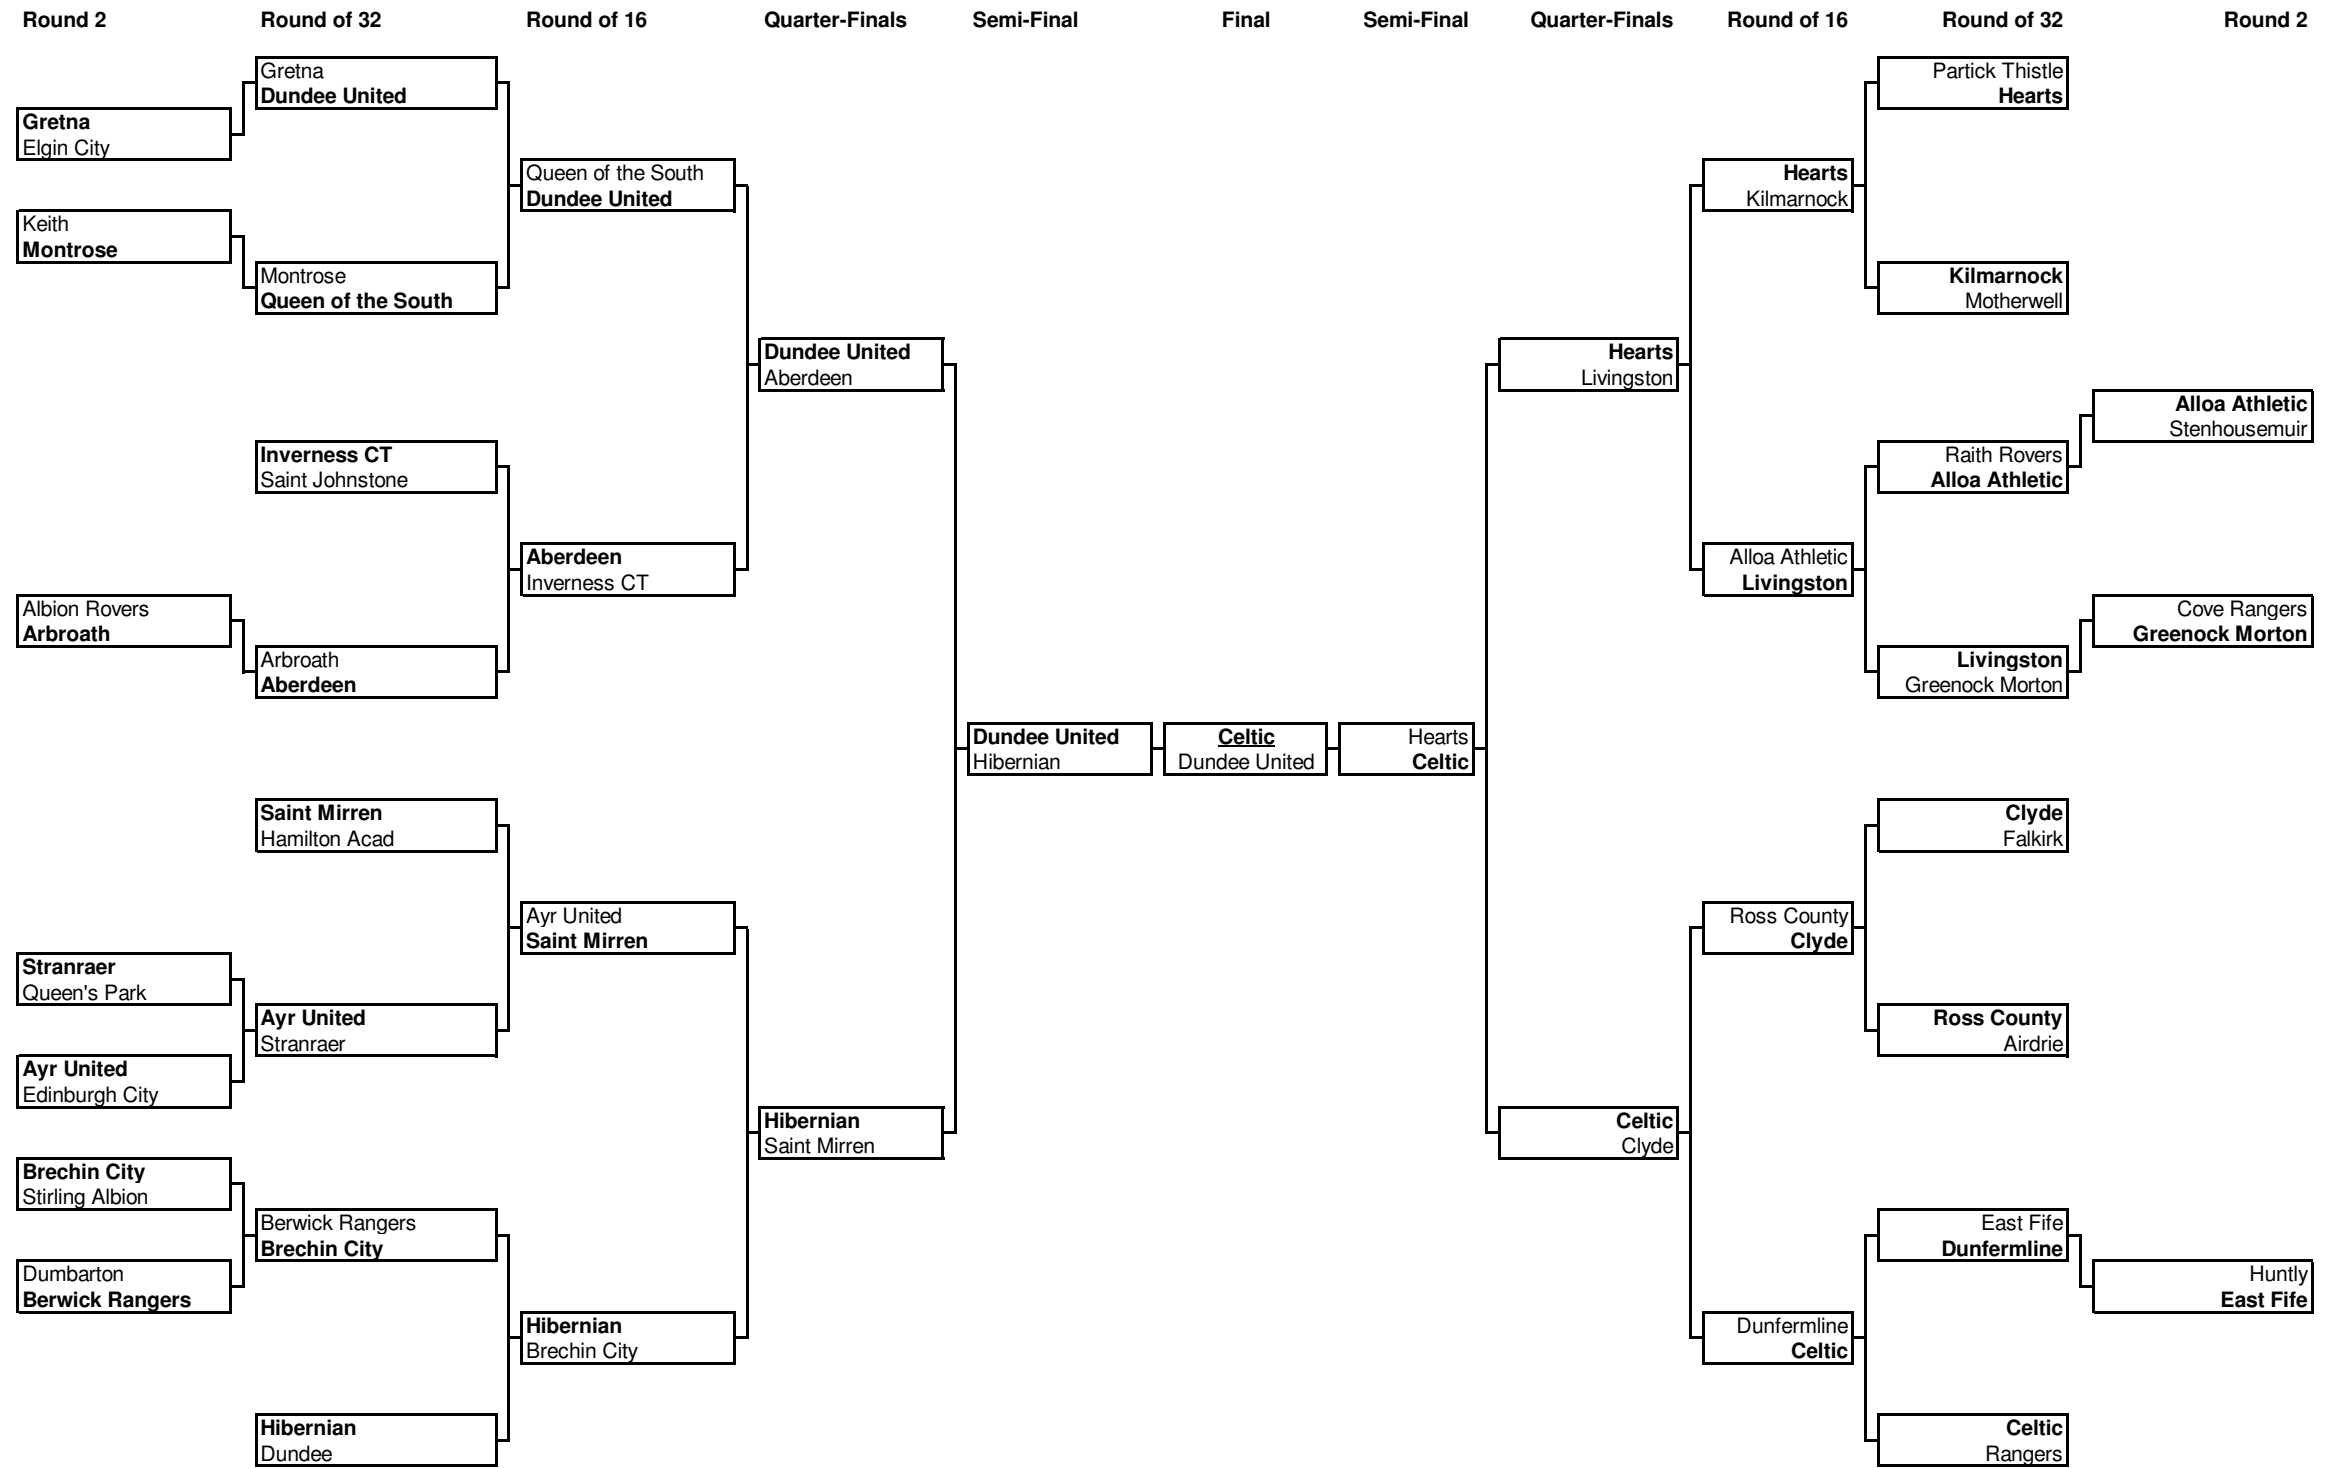 Round 2
Round of 32
Round of 16
Quarter-Finals
Semi-Final
Final
Semi-Final
Quarter-Finals
Round of 16
Round of 32
Round 2
Gretna
Elgin City
Keith
Montrose
Albion Rovers
Arbroath
Stranraer
Queen's Park
Ayr United
Edinburgh City
Brechin City
Stirling Albion
Dumbarton
Berwick Rangers
Gretna
Dundee United
Montrose
Queen of the South
Inverness CT
Saint Johnstone
Arbroath
Aberdeen
Saint Mirren
Hamilton Acad
Ayr United
Stranraer
Berwick Rangers
Brechin City
Hibernian
Dundee
Queen of the South
Dundee United
Aberdeen
Inverness CT
Ayr United
Saint Mirren
Hibernian
Brechin City
Dundee United
Aberdeen
Hibernian
Saint Mirren
Dundee United
Hibernian
Celtic
Dundee United
Hearts
Celtic
Hearts
Livingston
Celtic
Clyde
Hearts
Kilmarnock
Alloa Athletic
Livingston
Ross County
Clyde
Dunfermline
Celtic
Partick Thistle
Hearts
Kilmarnock
Motherwell
Raith Rovers
Alloa Athletic
Livingston
Greenock Morton
Clyde
Falkirk
Ross County
Airdrie
East Fife
Dunfermline
Celtic
Rangers
Alloa Athletic
Stenhousemuir
Cove Rangers
Greenock Morton
Huntly
East Fife